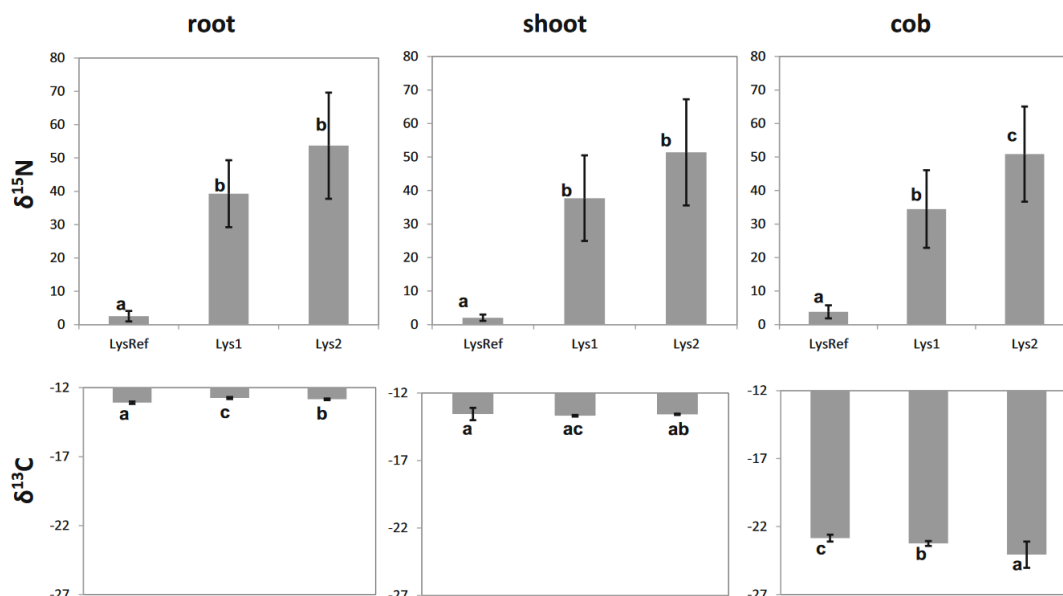 root shoot cob
δ15N
80 80 80
70 70 70
60 60 60
50 50 50
40 40 40
30 30 30
20 20 20
10 10 10
0 0 0
b b c
b b b
a a a
LysRef Lys1 Lys2 LysRef Lys1 Lys2 LysRef Lys1 Lys2
δ13C
-12 -12 -12
a c b a ac ab
-17 -17 -17
-22 -22 -22
c b a
-27 -27 -27